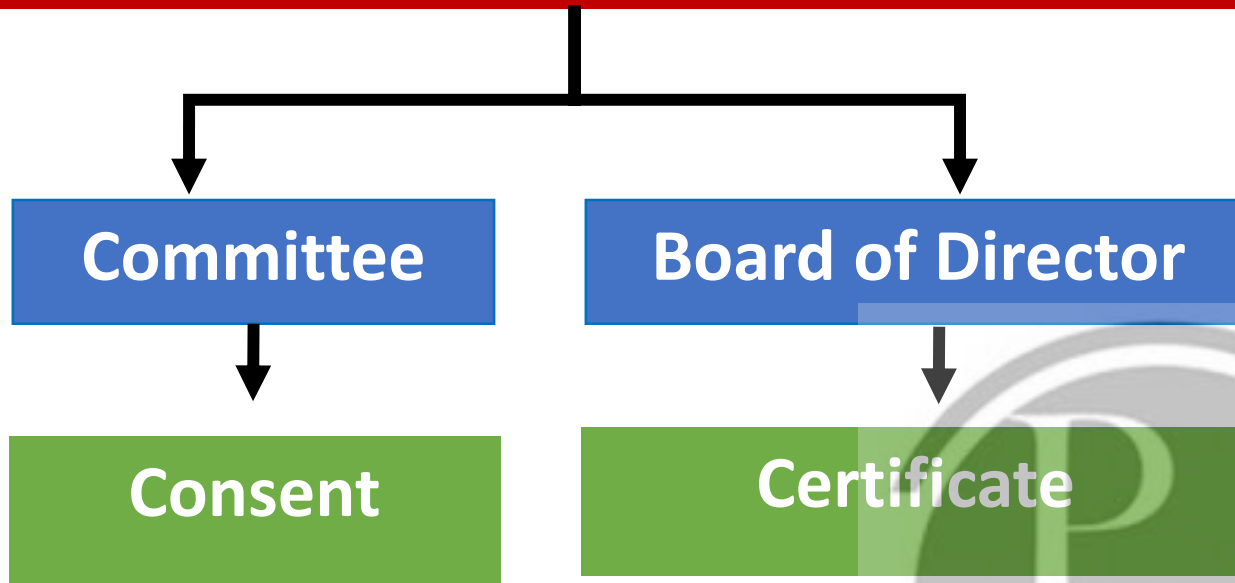 Committee
Board of Director
Consent
Certificate
P